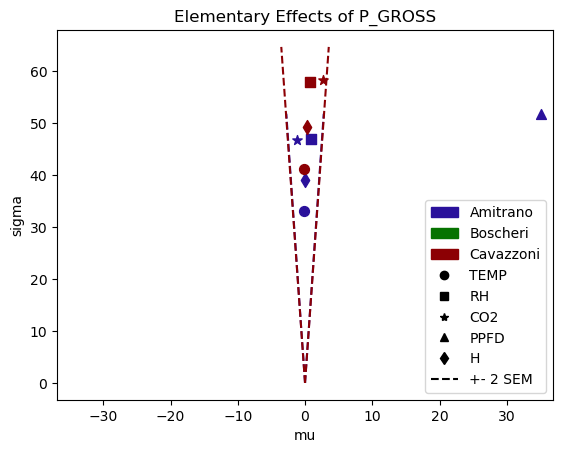 Elementary Effects of P_GROSS
sigma
60
50
40
30
20
10
0
−30
−20
−10
0
10
20
30
mu
Amitrano
Boscheri
Cavazzoni
TEMP
RH
CO2
PPFD
H
+- 2 SEM